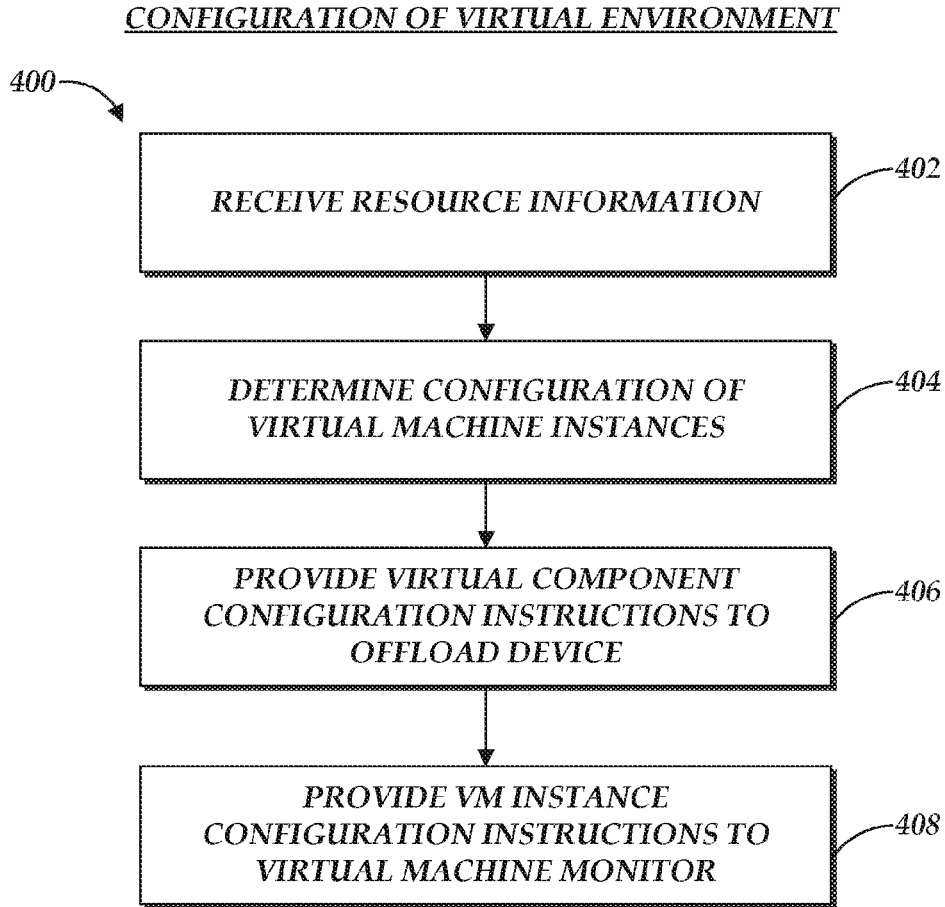 CONFIGURATION OF VIRTUAL ENVIRONMENT
400
RECEIVE RESOURCE INFORMATION
402
DETERMINE CONFIGURATION OF
VIRTUAL MACHINE INSTANCES
404
PROVIDE VIRTUAL COMPONENT
CONFIGURATION INSTRUCTIONS TO
OFFLOAD DEVICE
406
PROVIDE VM INSTANCE
CONFIGURATION INSTRUCTIONS TO
VIRTUAL MACHINE MONITOR
408